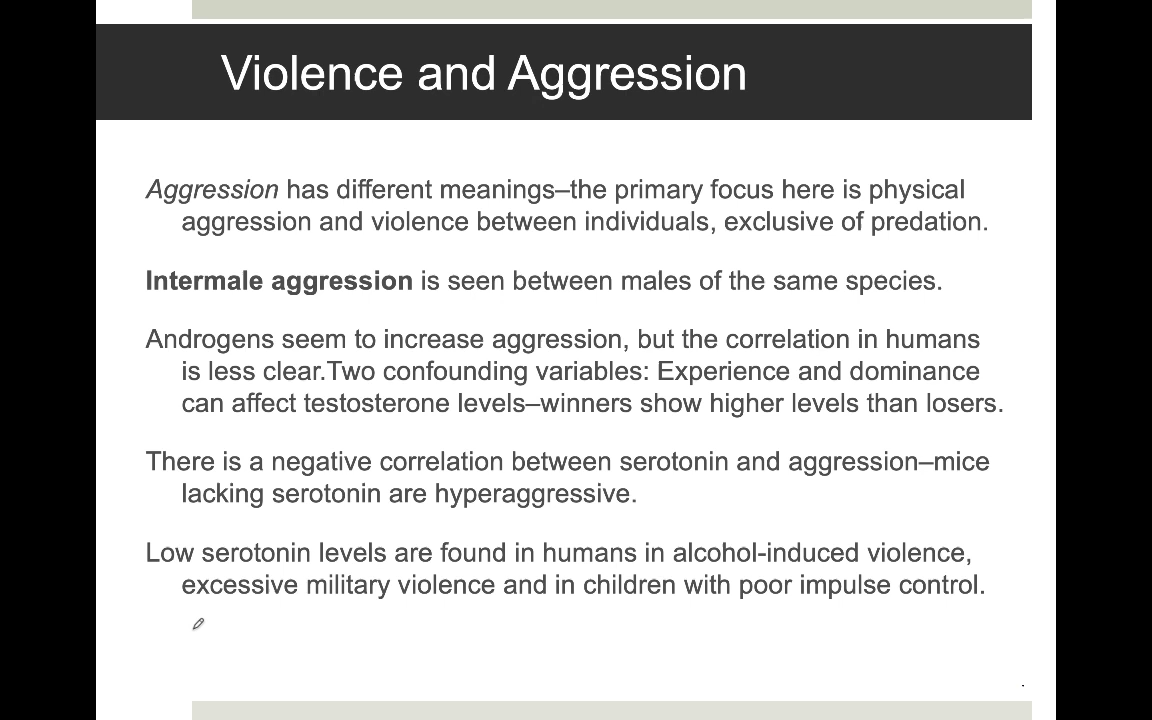 Violence and Aggression
Aggression has different meanings–the primary focus here is physical
aggression and violence between individuals, exclusive of predation.
Intermale aggression is seen between males of the same species.
Androgens seem to increase aggression, but the correlation in humans
is less clear.Two confounding variables: Experience and dominance
can affect testosterone levels–winners show higher levels than losers.
There is a negative correlation between serotonin and aggression–mice
lacking serotonin are hyperaggressive.
Low serotonin levels are found in humans in alcohol-induced violence,
excessive military violence and in children with poor impulse control.